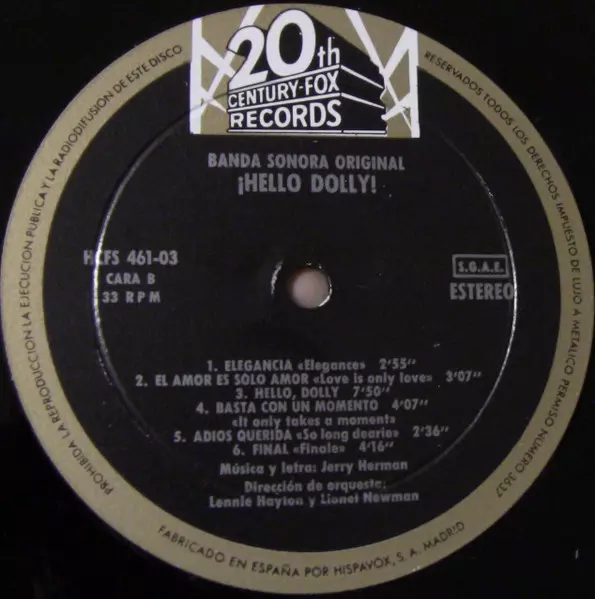 20th
CENTURY-FOX
RECORDS
BANDA SONORA ORIGINAL
¡HELLO DOLLY!
HCFS 461-03
CARA B
33 RPM
S.G.A.E.
ESTEREO
1. ELEGANCIA «Elegance» 2'55"
2. EL AMOR ES SOLO AMOR «Love is only love» 3'07"
3. HELLO, DOLLY 7'50"
4. BASTA CON UN MOMENTO 4'07"
«It only takes a moment»
5. ADIOS QUERIDA «So long dearie» 2'36"
6. FINAL «Finale» 4'16"
Música y letra: Jerry Herman
Dirección de orquesta:
Lennie Hayton y Lionel Newman
PROHIBIDA LA REPRODUCCION LA EJECUCION PUBLICA Y LA RADIODIFUSION DE ESTE DISCO
RESERVADOS TODOS LOS DERECHOS IMPUESTO DE LUJO A METALICO PERMISO NUMERO 3637
FABRICADO EN ESPAÑA POR HISPAVOX, S. A. MADRID